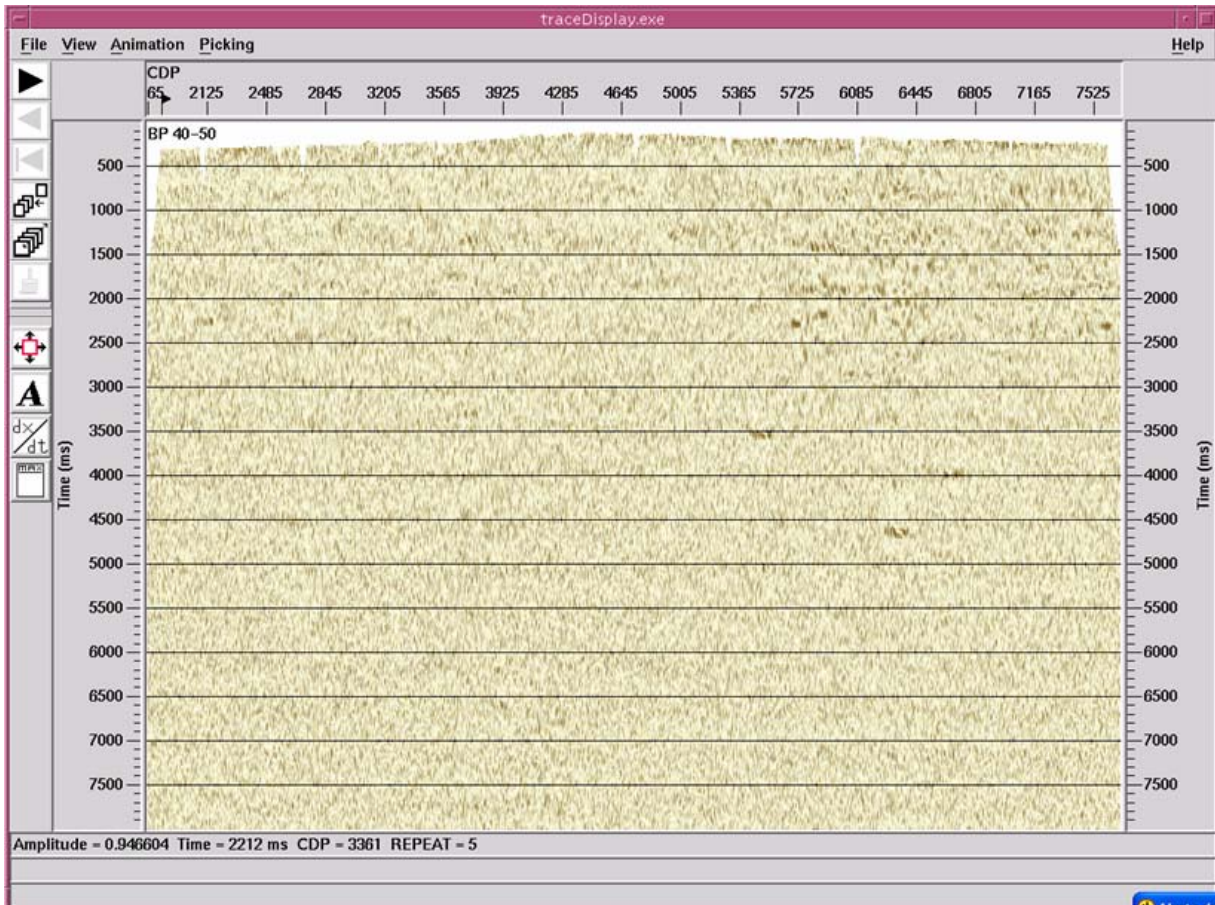 traceDisplay.exe
File View Animation Picking Help
CDP
65 2125 2485 2845 3205 3565 3925 4285 4645 5005 5365 5725 6085 6445 6805 7165 7525
BP 40-50
500 500
1000 1000
1500 1500
2000 2000
2500 2500
3000 3000
3500 3500
4000 4000
4500 4500
5000 5000
5500 5500
6000 6000
6500 6500
7000 7000
7500 7500
Time (ms) Time (ms)
A
dx/dt
max
Amplitude = 0.946604 Time = 2212 ms CDP = 3361 REPEAT = 5